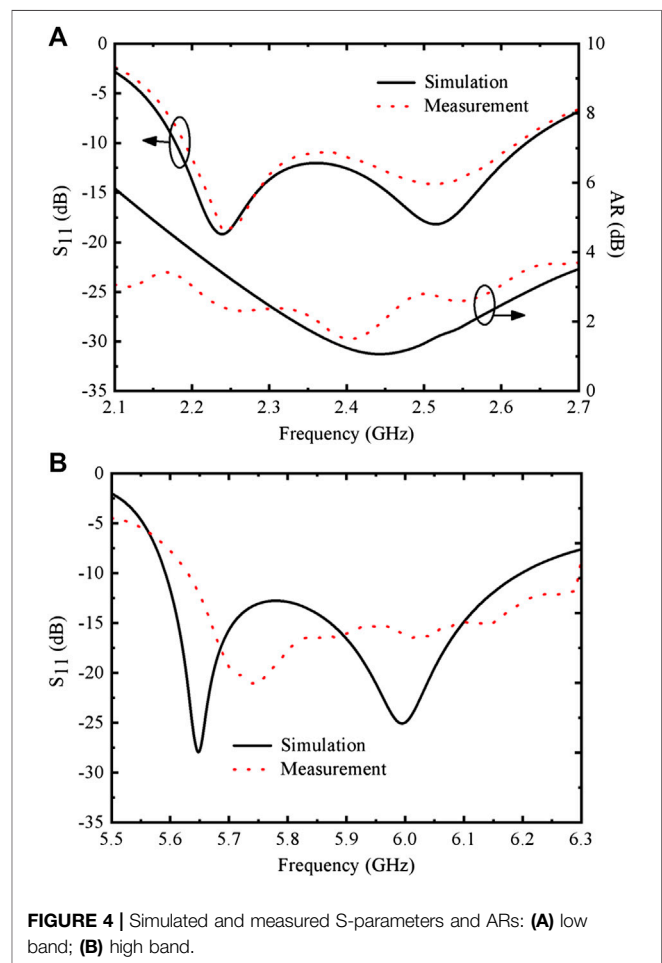 A
0
-5
-10
-15
-20
-25
-30
-35
S11 (dB)
10
8
6
4
2
0
AR (dB)
Simulation
Measurement
2.1 2.2 2.3 2.4 2.5 2.6 2.7
Frequency (GHz)
B
0
-5
-10
-15
-20
-25
-30
-35
S11 (dB)
Simulation
Measurement
5.5 5.6 5.7 5.8 5.9 6.0 6.1 6.2 6.3
Frequency (GHz)
FIGURE 4 | Simulated and measured S-parameters and ARs: (A) low
band; (B) high band.